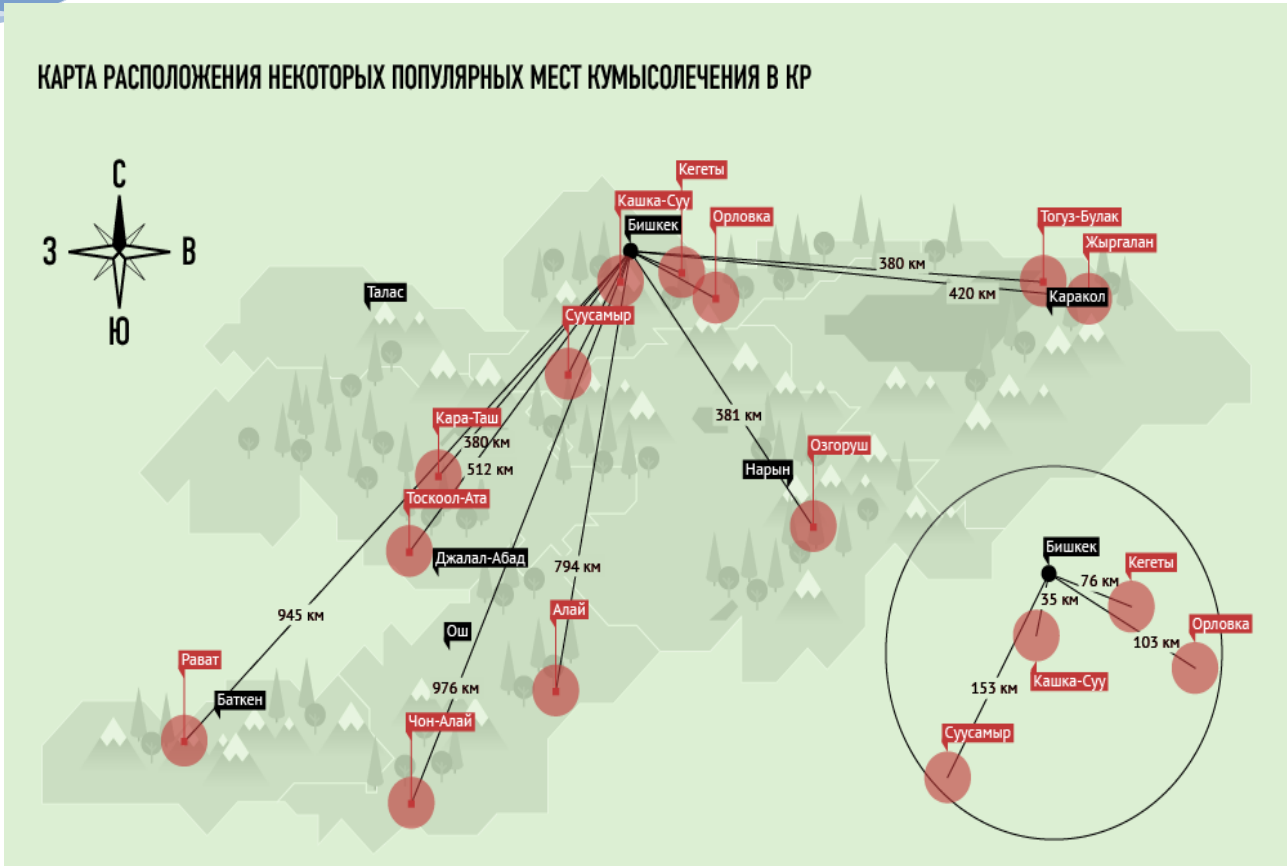 КАРТА РАСПОЛОЖЕНИЯ НЕКОТОРЫХ ПОПУЛЯРНЫХ МЕСТ КУМЫСОЛЕЧЕНИЯ В КР
С
З
В
Ю
Кегеты
Кашка-Суу
Бишкек
Орловка
Тогуз-Булак
Жыргалан
380 км
420 км
Каракол
Талас
Суусамыр
Кара-Таш
380 км
512 км
381 км
Озгоруш
Нарын
Тоскоол-Ата
Джалал-Абад
794 км
945 км
Алай
Ош
Рават
Баткен
976 км
Чон-Алай
Бишкек
Кегеты
76 км
35 км
Орловка
103 км
Кашка-Суу
153 км
Суусамыр